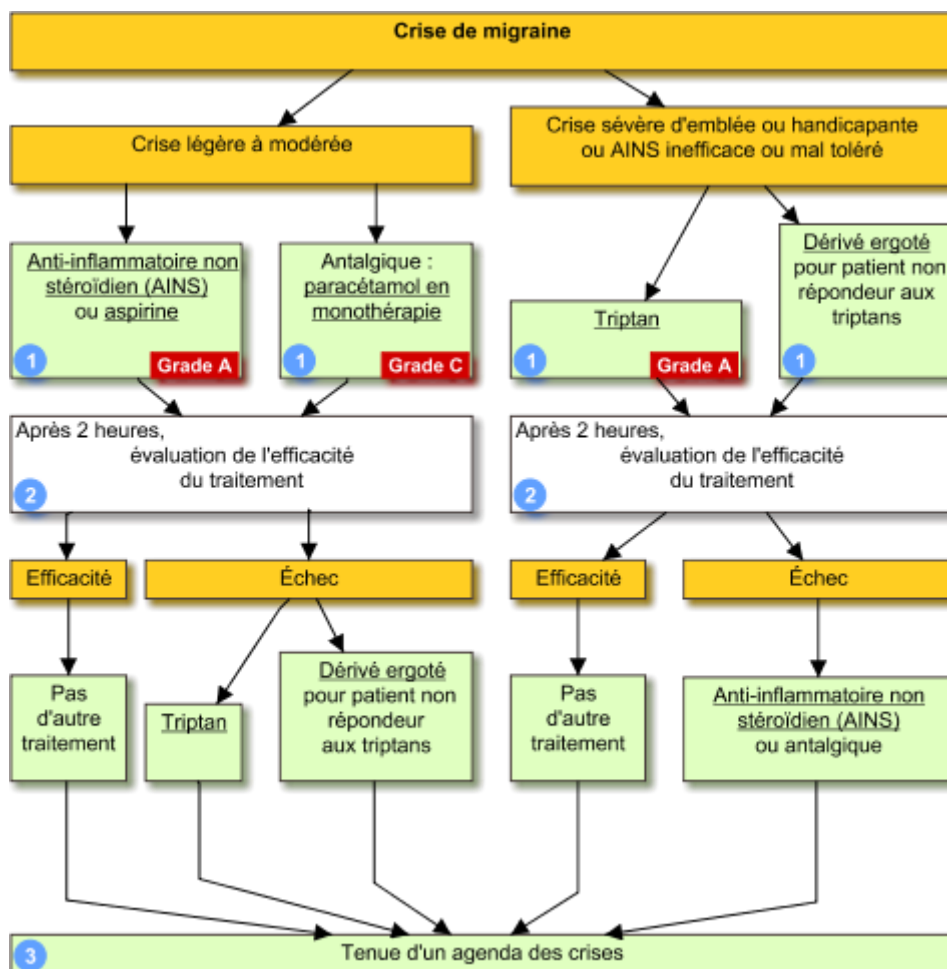 Crise de migraine
Crise légère à modérée
Crise sévère d'emblée ou handicapante
ou AINS inefficace ou mal toléré
Anti-inflammatoire non
stéroïdien (AINS)
ou aspirine
1
Grade A
Antalgique :
paracétamol en
monothérapie
1
Grade C
Triptan
1
Grade A
Dérivé ergoté
pour patient non
répondeur aux
triptans
1
Après 2 heures,
évaluation de l'efficacité
du traitement
2
Après 2 heures,
évaluation de l'efficacité
du traitement
2
Efficacité
Échec
Efficacité
Échec
Pas
d'autre
traitement
Triptan
Dérivé ergoté
pour patient non
répondeur
aux triptans
Pas
d'autre
traitement
Anti-inflammatoire non
stéroïdien (AINS)
ou antalgique
3
Tenue d'un agenda des crises